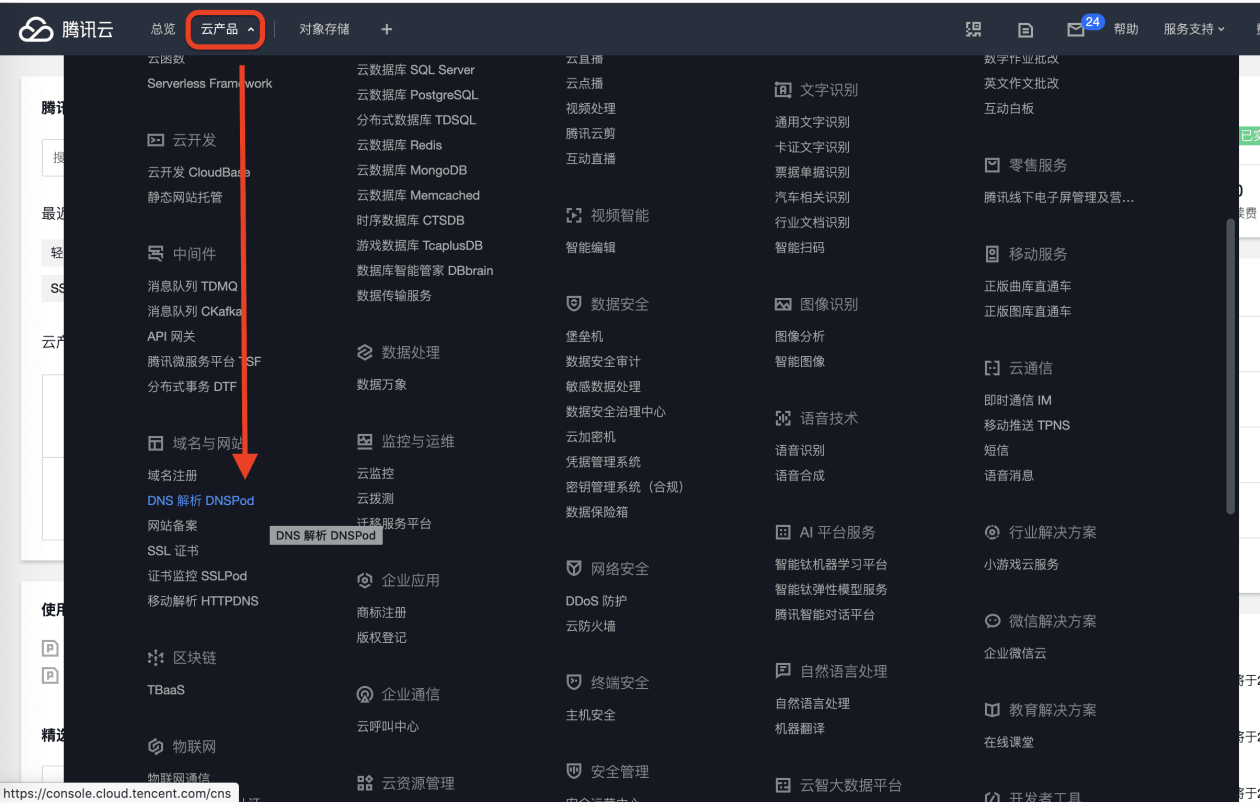 腾讯云
总览
云产品
对象存储
24
帮助
服务支持
云函数
Serverless Framework
云开发
云开发 CloudBase
静态网站托管
中间件
消息队列 TDMQ
消息队列 CKafka
API 网关
腾讯微服务平台 TSF
分布式事务 DTF
域名与网站
域名注册
DNS 解析 DNSPod
网站备案
SSL 证书
证书监控 SSLPod
移动解析 HTTPDNS
区块链
TBaaS
物联网
物联网通信
云数据库 SQL Server
云数据库 PostgreSQL
分布式数据库 TDSQL
云数据库 Redis
云数据库 MongoDB
云数据库 Memcached
时序数据库 CTSDB
游戏数据库 TcaplusDB
数据库智能管家 DBbrain
数据传输服务
数据处理
数据万象
监控与运维
云监控
云拨测
迁移服务平台
DNS 解析 DNSPod
企业应用
商标注册
版权登记
企业通信
云呼叫中心
云资源管理
云直播
云点播
视频处理
腾讯云剪
互动直播
视频智能
智能编辑
数据安全
堡垒机
数据安全审计
敏感数据处理
数据安全治理中心
云加密机
凭据管理系统
密钥管理系统（合规）
数据保险箱
网络安全
DDoS 防护
云防火墙
终端安全
主机安全
安全管理
安全运营中心
文字识别
通用文字识别
卡证文字识别
票据单据识别
汽车相关识别
行业文档识别
智能扫码
图像识别
图像分析
智能图像
语音技术
语音识别
语音合成
AI 平台服务
智能钛机器学习平台
智能钛弹性模型服务
腾讯智能对话平台
自然语言处理
自然语言处理
机器翻译
云智大数据平台
数学作业批改
英文作文批改
互动白板
零售服务
腾讯线下电子屏管理及营...
移动服务
正版曲库直通车
正版图库直通车
云通信
即时通信 IM
移动推送 TPNS
短信
语音消息
行业解决方案
小游戏云服务
微信解决方案
企业微信云
教育解决方案
在线课堂
开发者工具
腾讯
搜
最近
轻
SS
云产
使用
精选
续费
https://console.cloud.tencent.com/cns